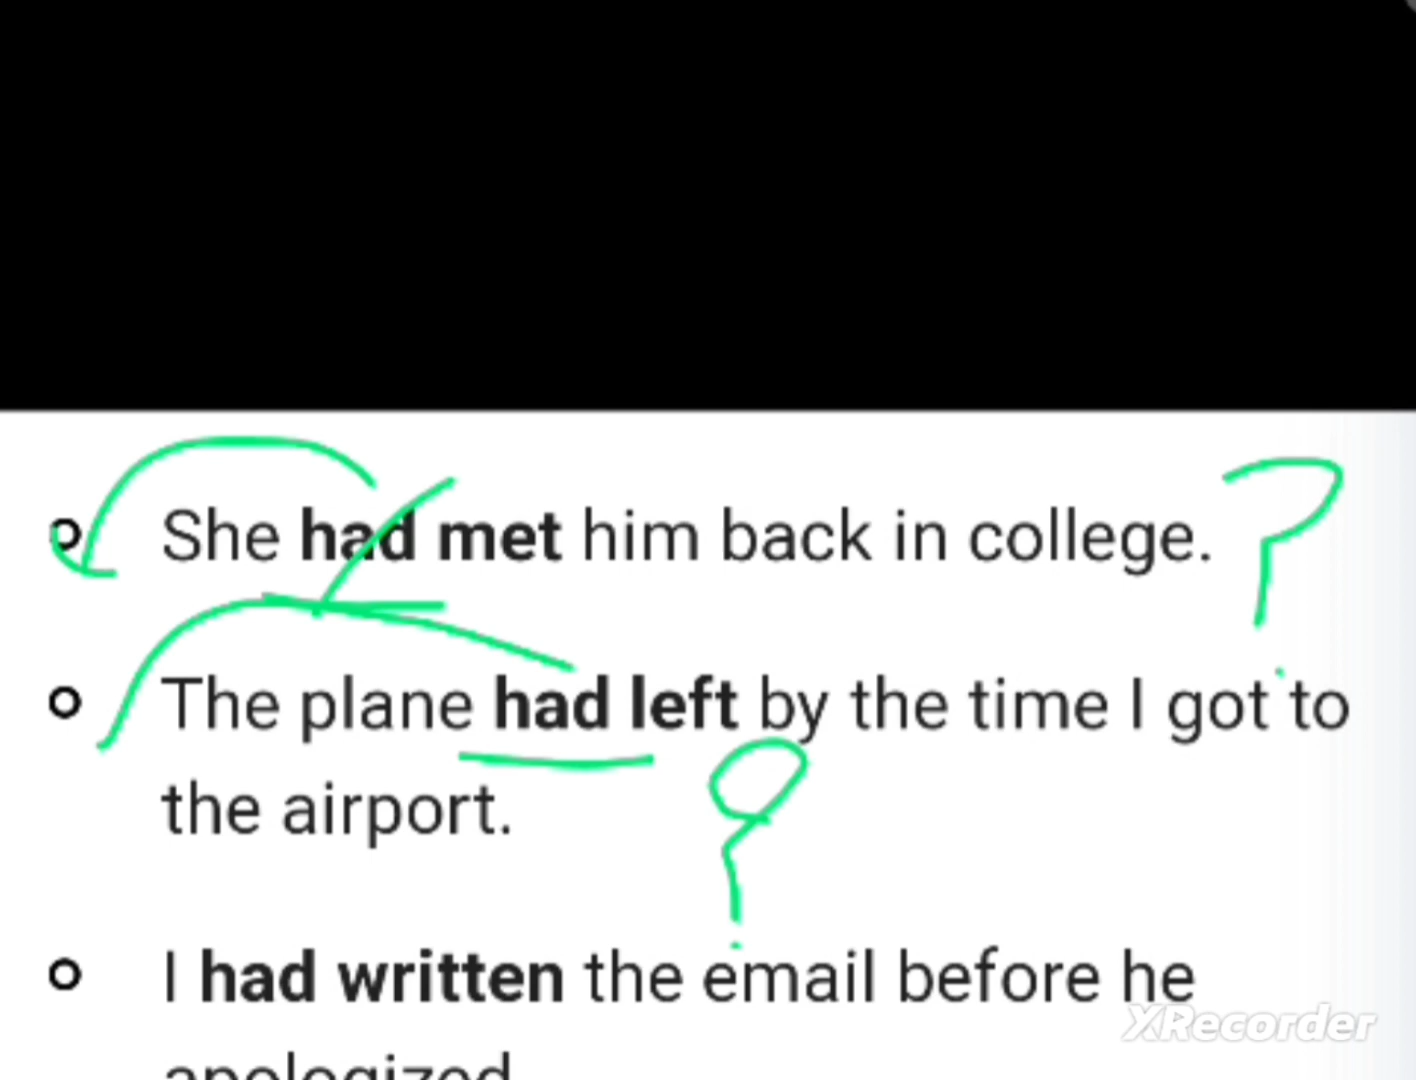 She had met him back in college. ?
The plane had left by the time I got to
the airport. ?
I had written the email before he
XRecorder
apologized